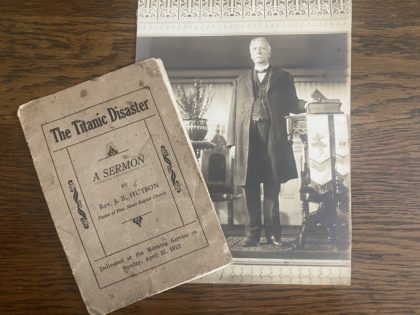 The Titanic Disaster
A SERMON
BY
Rev. J. B. HUTSON
Pastor of Pine Street Baptist Church
Delivered at the Morning Service on
Sunday, April 21, 1912